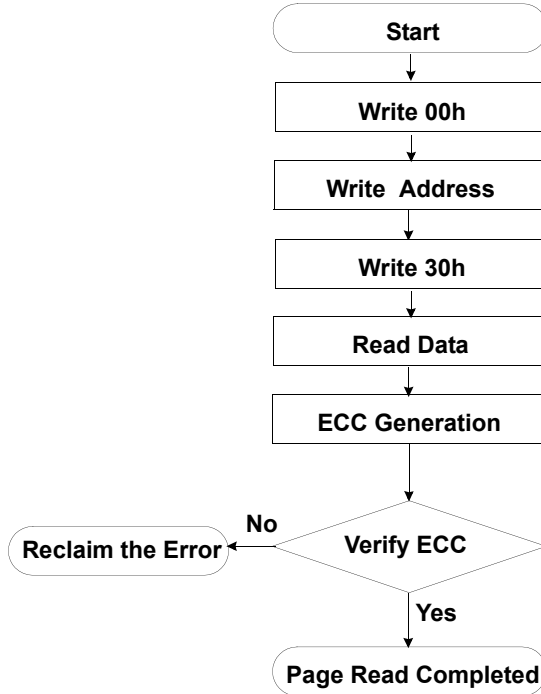 Start
Write 00h
Write Address
Write 30h
Read Data
ECC Generation
No
Reclaim the Error
Verify ECC
Yes
Page Read Completed